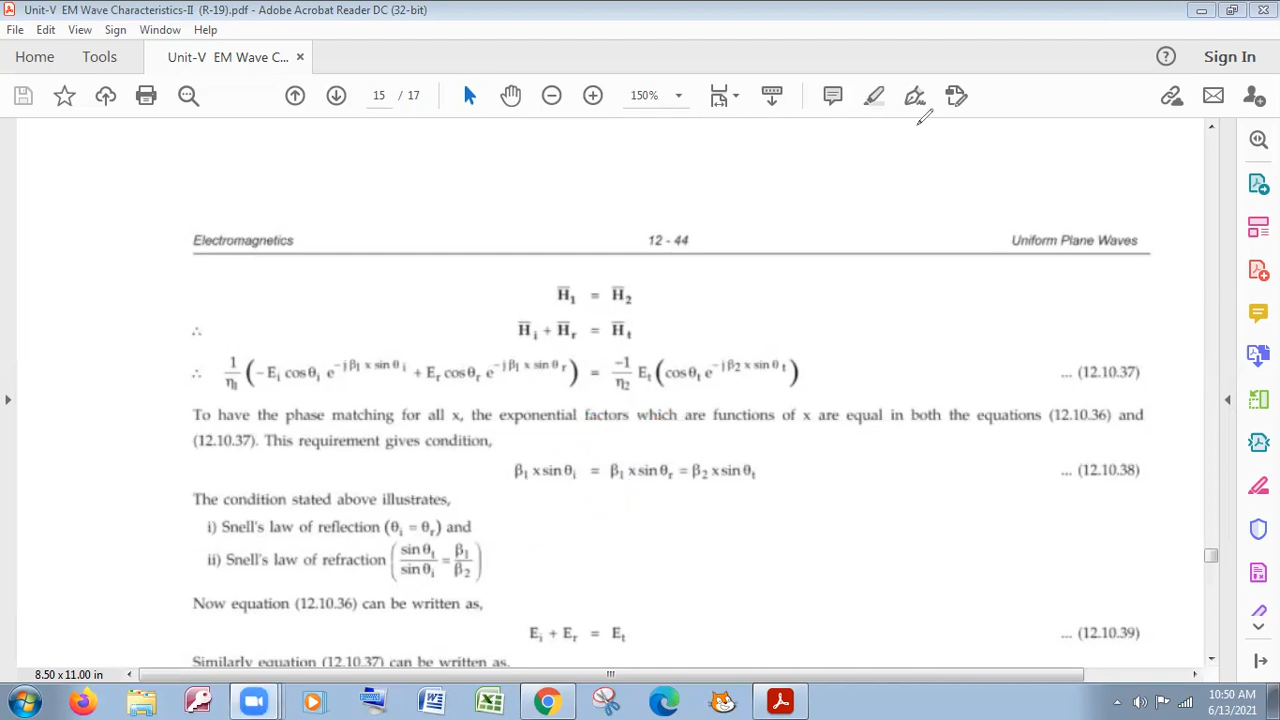 Unit-V EM Wave Characteristics-II (R-19).pdf - Adobe Acrobat Reader DC (32-bit)
File Edit View Sign Window Help
Home Tools Unit-V EM Wave C... × Sign In
15 / 17 150%
Electromagnetics 12 - 44 Uniform Plane Waves
H̅₁ = H̅₂
∴ H̅ᵢ + H̅ᵣ = H̅ₜ
∴ 1/η₁ (− Eᵢ cosθᵢ e^(−jβ₁ x sinθᵢ) + Eᵣ cosθᵣ e^(−jβ₁ x sinθᵣ)) = −1/η₂ Eₜ (cosθₜ e^(−jβ₂ x sinθₜ)) ... (12.10.37)
To have the phase matching for all x, the exponential factors which are functions of x are equal in both the equations (12.10.36) and
(12.10.37). This requirement gives condition,
β₁ x sinθᵢ = β₁ x sinθᵣ = β₂ x sinθₜ ... (12.10.38)
The condition stated above illustrates,
i) Snell's law of reflection (θᵢ = θᵣ) and
ii) Snell's law of refraction (sinθₜ/sinθᵢ = β₁/β₂)
Now equation (12.10.36) can be written as,
Eᵢ + Eᵣ = Eₜ ... (12.10.39)
Similarly equation (12.10.37) can be written as,
8.50 x 11.00 in
10:50 AM
6/13/2021